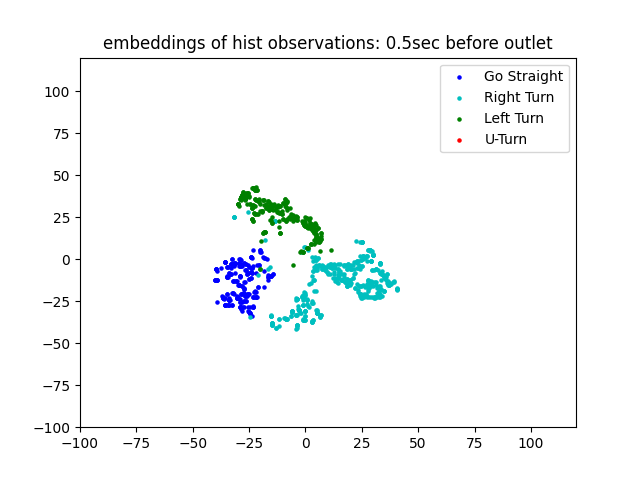 embeddings of hist observations: 0.5sec before outlet
Go Straight
Right Turn
Left Turn
U-Turn
100
75
50
25
0
−25
−50
−75
−100
−100 −75 −50 −25 0 25 50 75 100